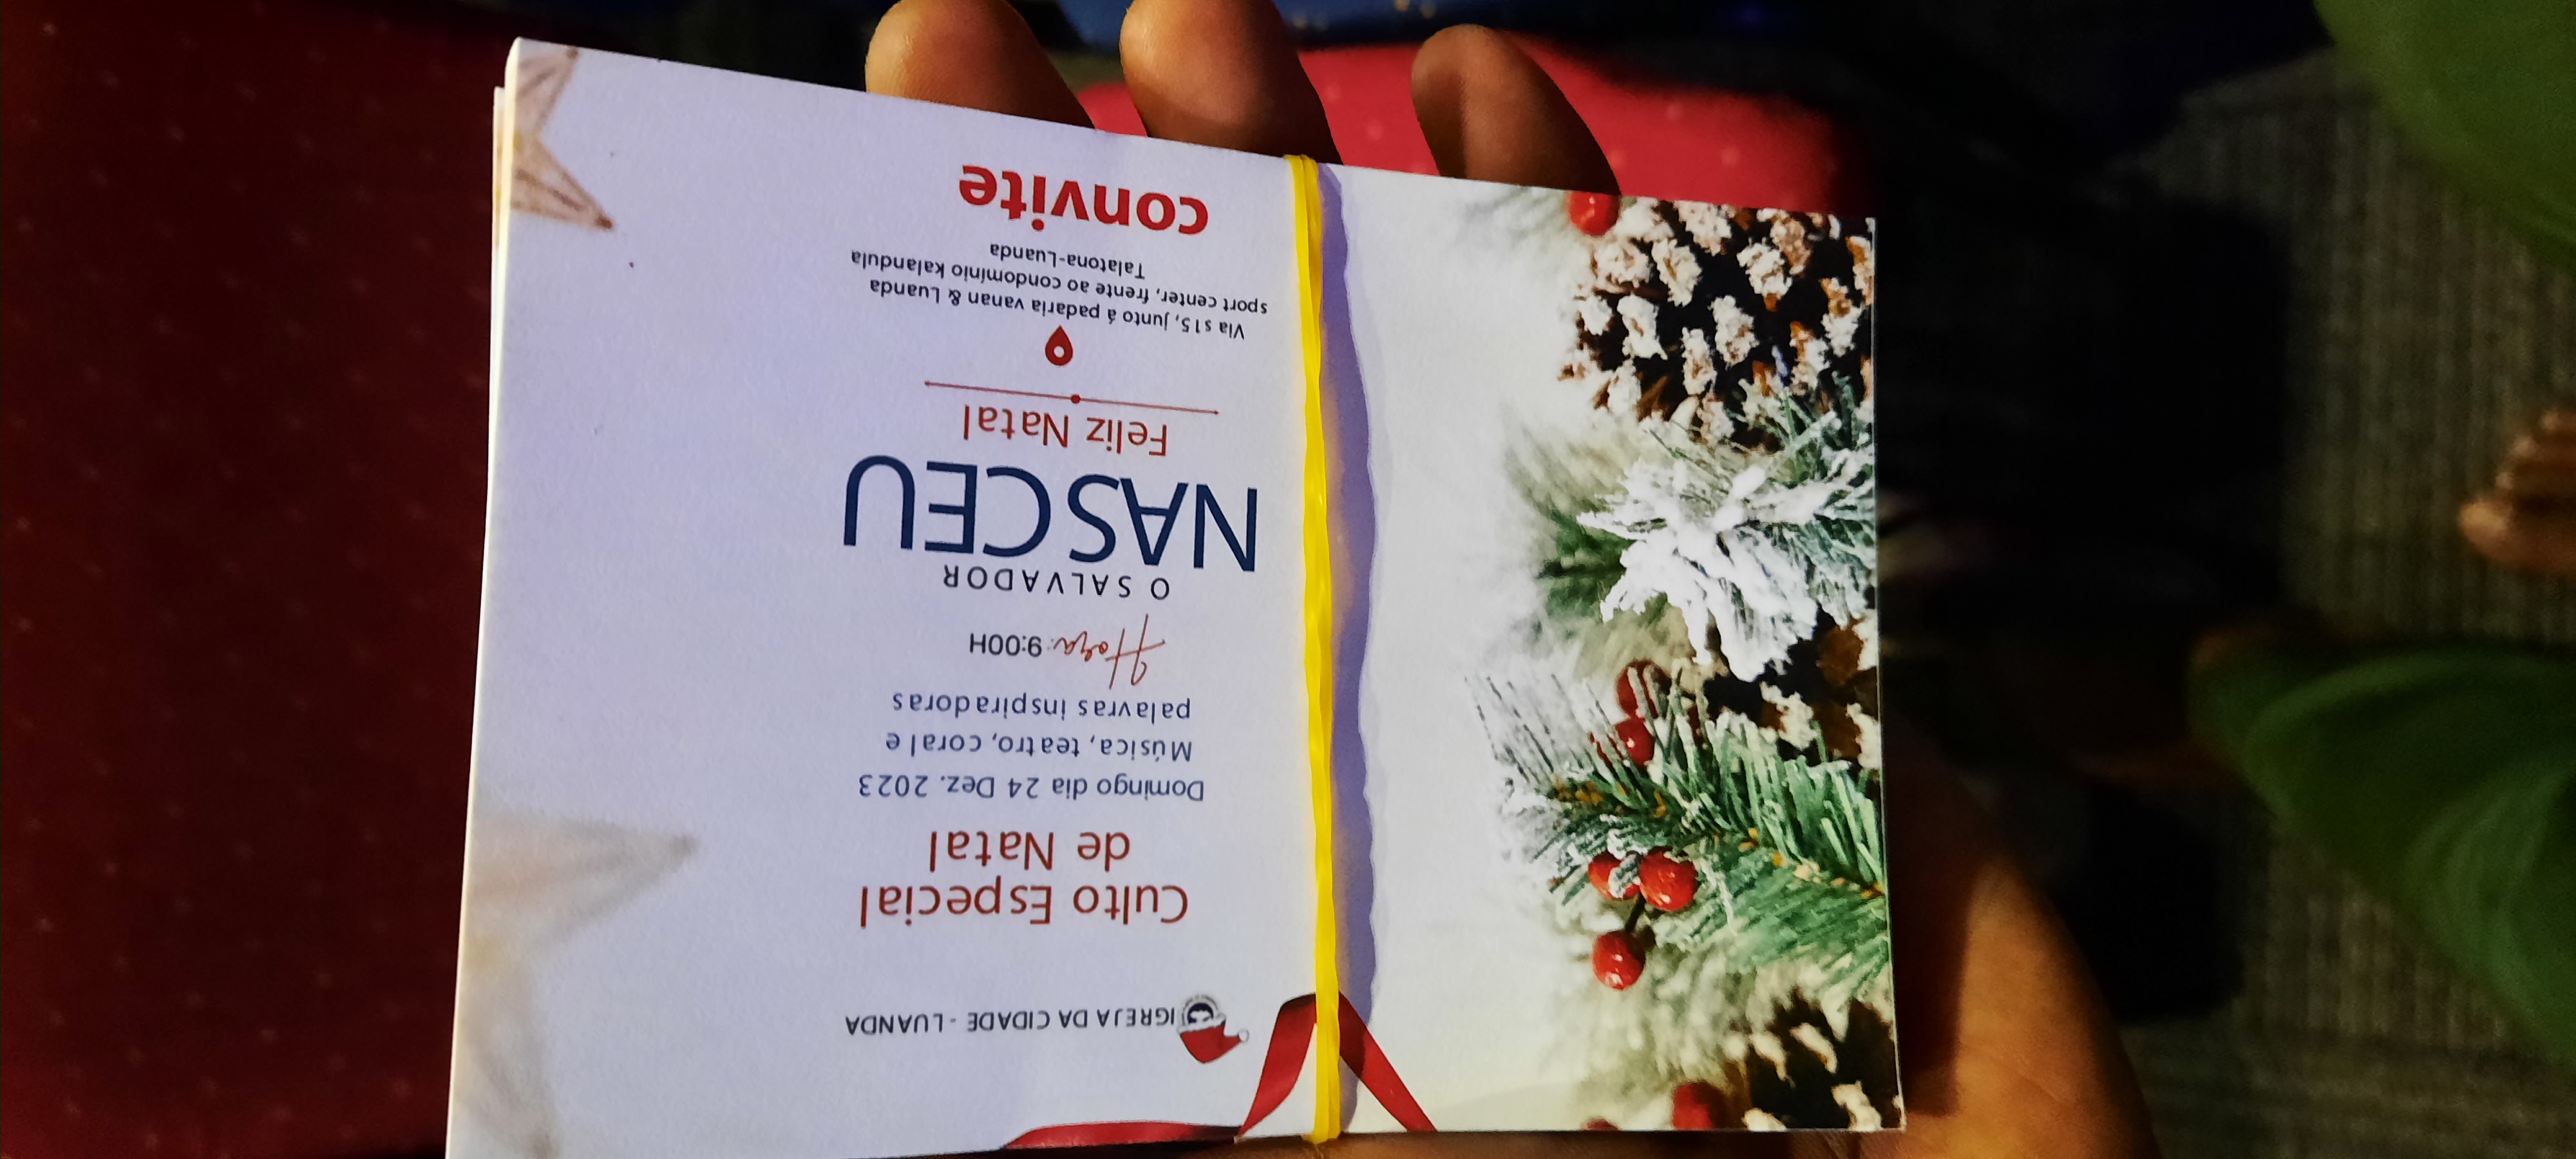 IGREJA DA CIDADE - LUANDA
Culto Especial
de Natal
Domingo dia 24 Dez. 2023
Música, teatro, coral e
palavras inspiradoras
Hora: 9:00H
O SALVADOR
NASCEU
Feliz Natal
Via s15, junto á padaria vanan & Luanda
sport center, frente ao condomínio kalandula
Talatona-Luanda
convite